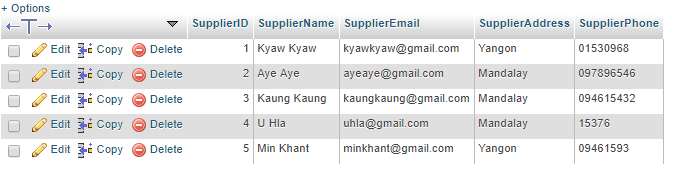 + Options
SupplierID SupplierName SupplierEmail SupplierAddress SupplierPhone
Edit Copy Delete 1 Kyaw Kyaw kyawkyaw@gmail.com Yangon 01530968
Edit Copy Delete 2 Aye Aye ayeaye@gmail.com Mandalay 097896546
Edit Copy Delete 3 Kaung Kaung kaungkaung@gmail.com Mandalay 094615432
Edit Copy Delete 4 U Hla uhla@gmail.com Mandalay 15376
Edit Copy Delete 5 Min Khant minkhant@gmail.com Yangon 09461593